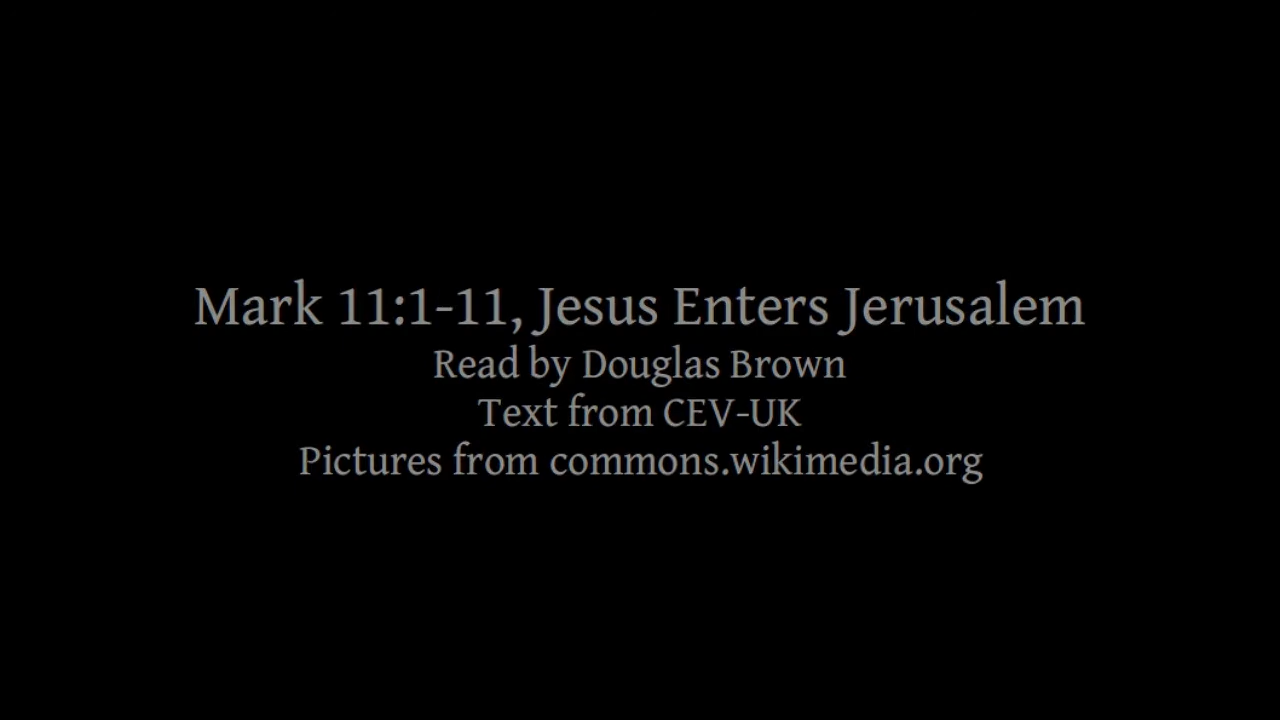 Mark 11:1-11, Jesus Enters Jerusalem
Read by Douglas Brown
Text from CEV-UK
Pictures from commons.wikimedia.org